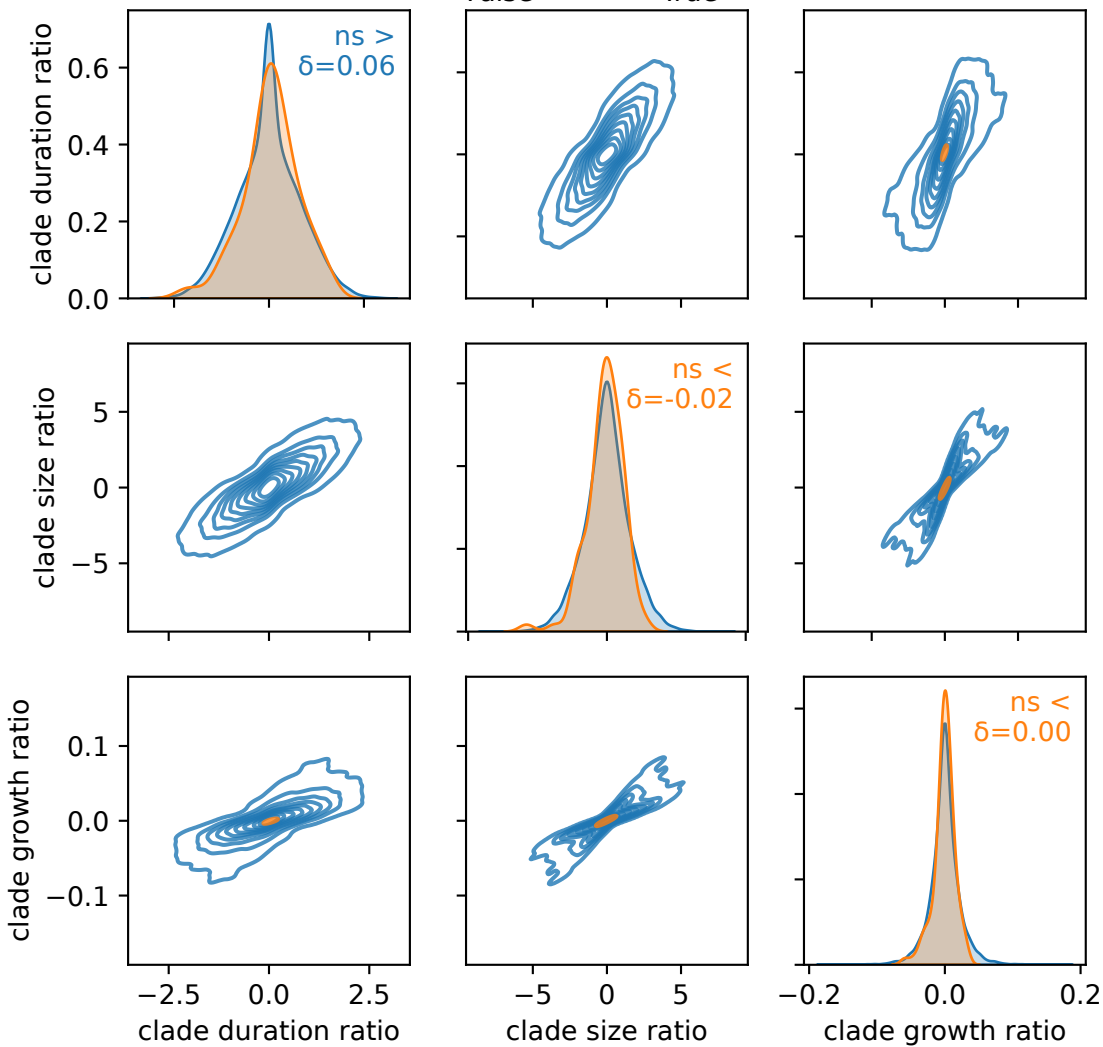 clade duration ratio
0.6
0.4
0.2
0.0
ns >
δ=0.06
clade size ratio
5
0
−5
ns <
δ=-0.02
clade growth ratio
0.1
0.0
−0.1
ns <
δ=0.00
−2.5 0.0 2.5
−5 0 5
−0.2 0.0 0.2
clade duration ratio
clade size ratio
clade growth ratio